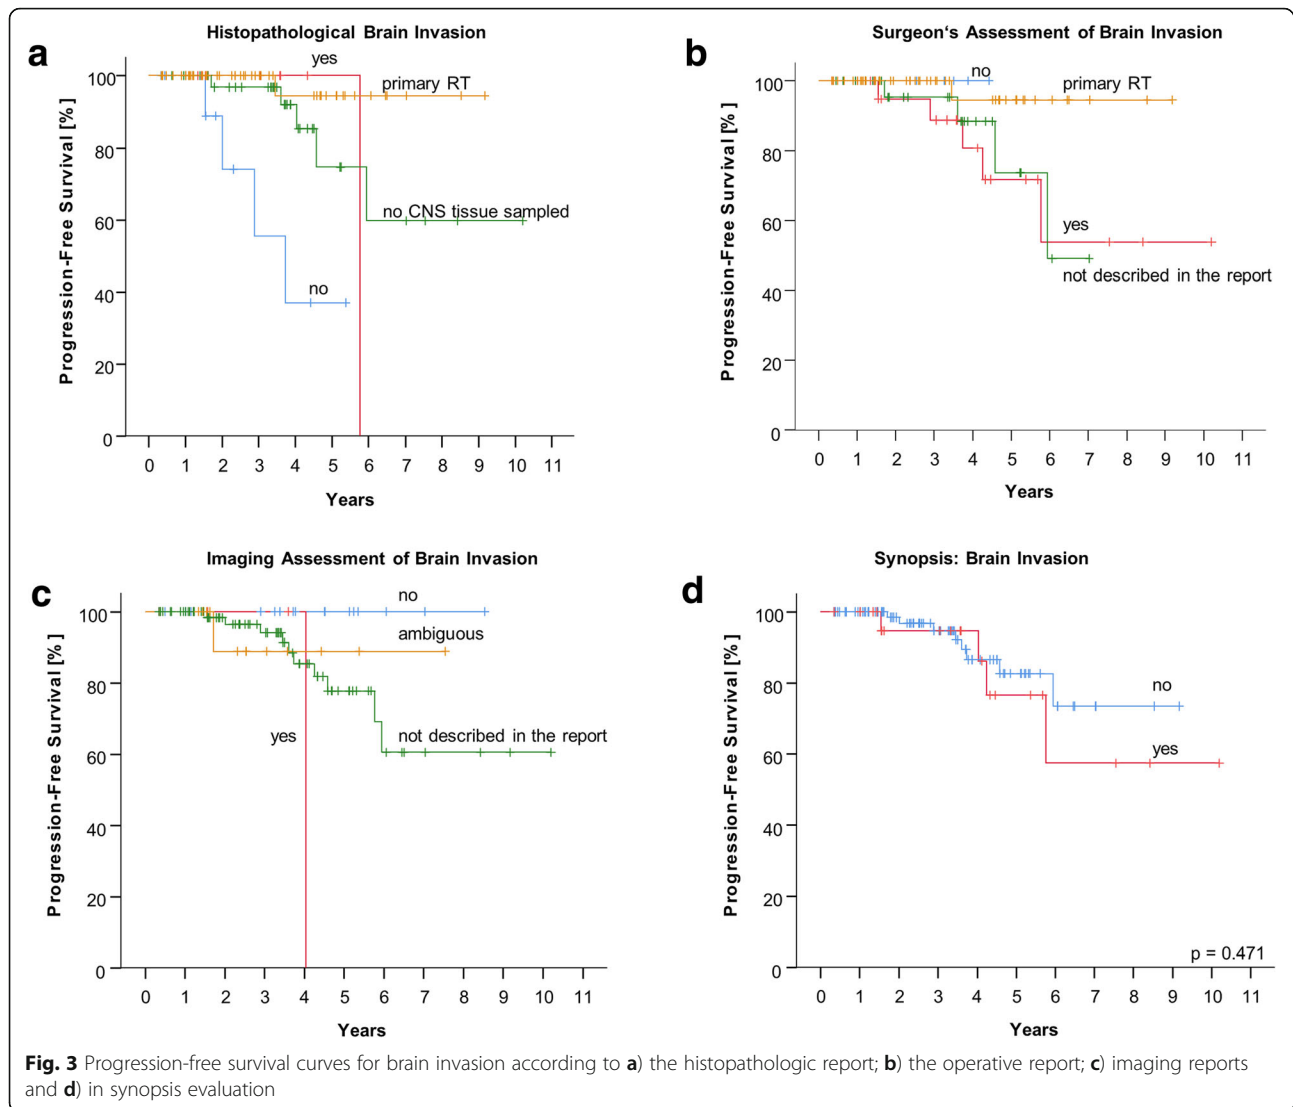 a
Histopathological Brain Invasion
yes
primary RT
no CNS tissue sampled
no
Progression-Free Survival [%]
100
80
60
40
20
0
0 1 2 3 4 5 6 7 8 9 10 11
Years
b
Surgeon‘s Assessment of Brain Invasion
no
primary RT
yes
not described in the report
Progression-Free Survival [%]
100
80
60
40
20
0
0 1 2 3 4 5 6 7 8 9 10 11
Years
c
Imaging Assessment of Brain Invasion
no
ambiguous
yes
not described in the report
Progression-Free Survival [%]
100
80
60
40
20
0
0 1 2 3 4 5 6 7 8 9 10 11
Years
d
Synopsis: Brain Invasion
no
yes
p = 0.471
Progression-Free Survival [%]
100
80
60
40
20
0
0 1 2 3 4 5 6 7 8 9 10 11
Years
Fig. 3 Progression-free survival curves for brain invasion according to a) the histopathologic report; b) the operative report; c) imaging reports
and d) in synopsis evaluation